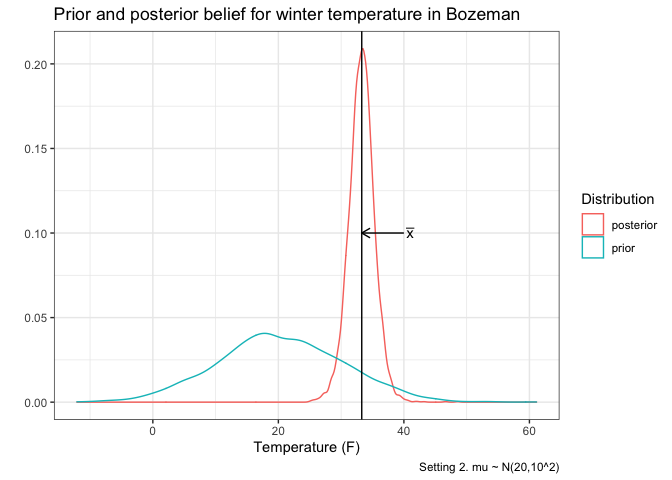 Prior and posterior belief for winter temperature in Bozeman
0.20
0.15
0.10
0.05
0.00
x̅
0
20
40
60
Temperature (F)
Distribution
posterior
prior
Setting 2. mu ~ N(20,10^2)